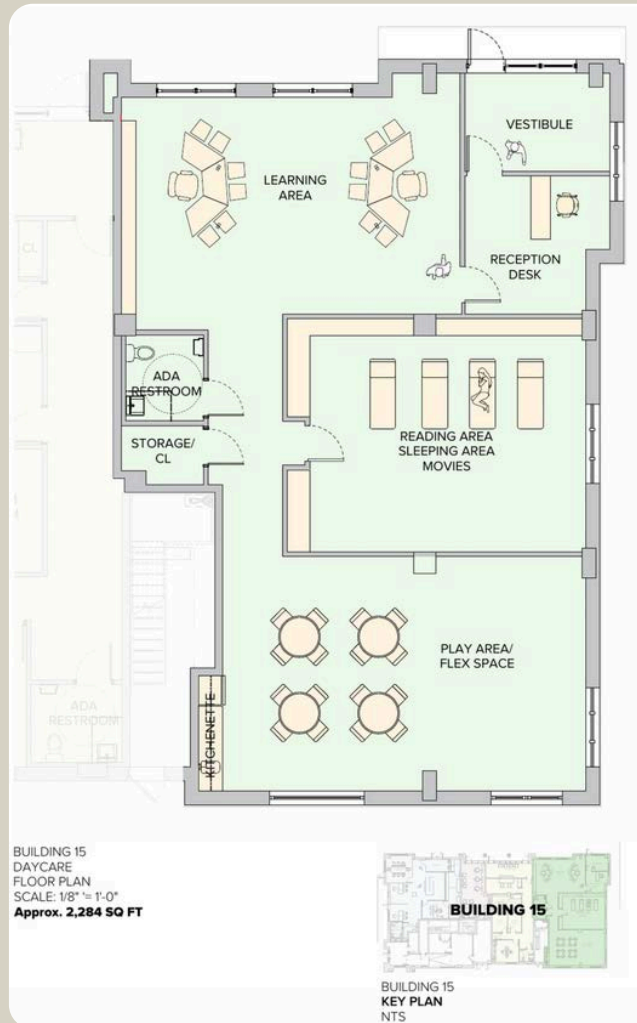 VESTIBULE
LEARNING
AREA
RECEPTION
DESK
ADA
RESTROOM
STORAGE/
CL
READING AREA
SLEEPING AREA
MOVIES
PLAY AREA/
FLEX SPACE
KITCHENETTE
CL
ADA
RESTROOM
BUILDING 15
DAYCARE
FLOOR PLAN
SCALE: 1/8" '= 1'-0"
Approx. 2,284 SQ FT
BUILDING 15
BUILDING 15
KEY PLAN
NTS